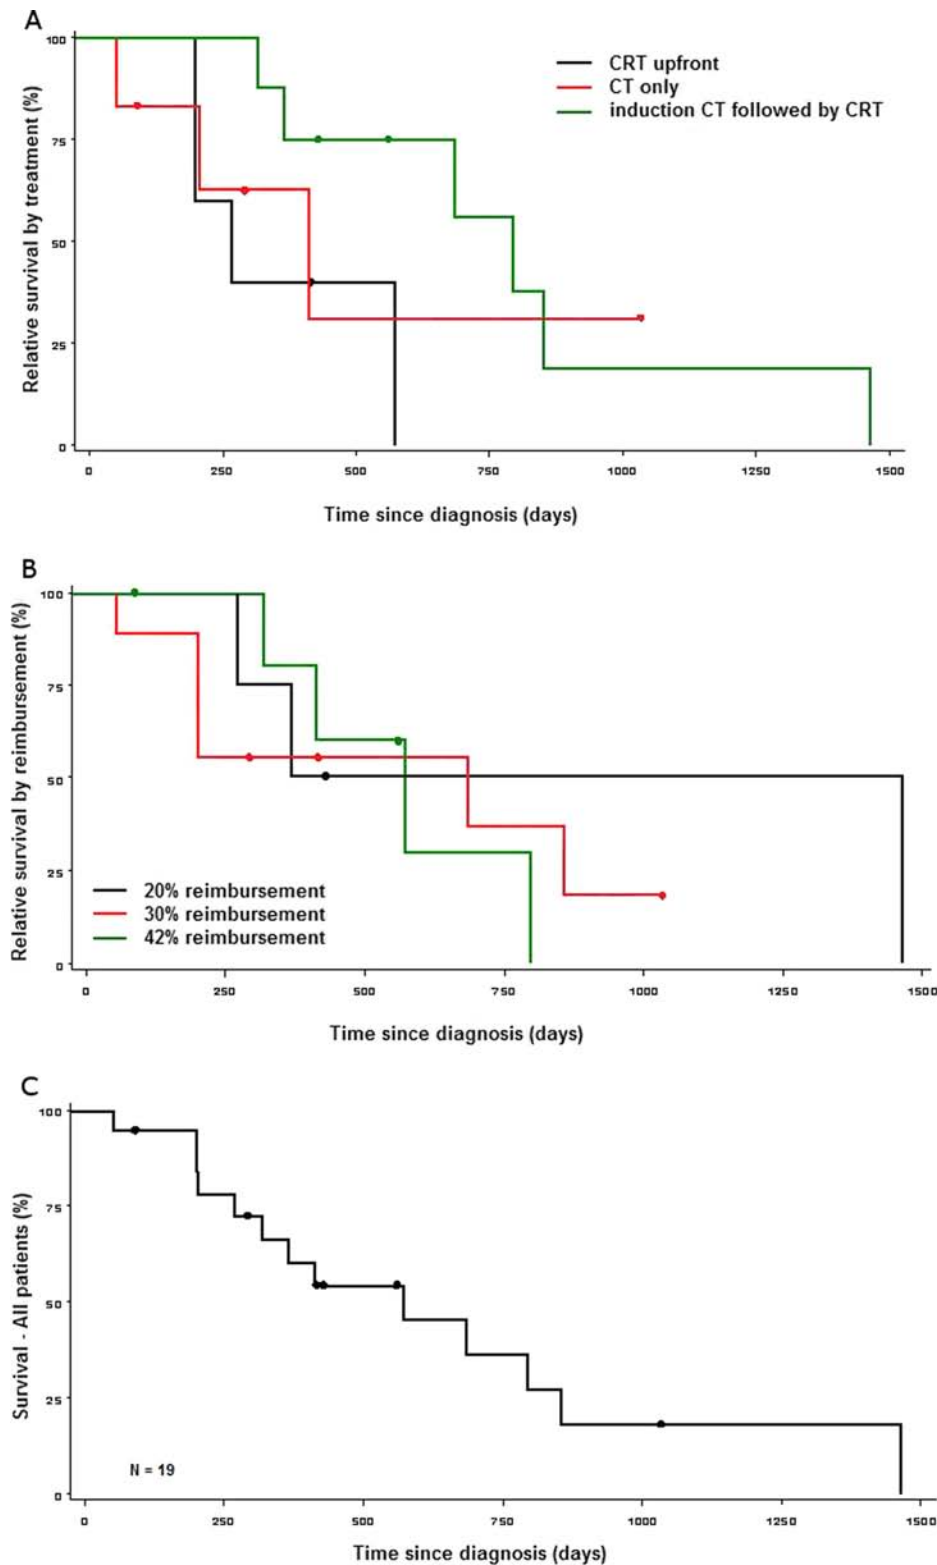 A
Relative survival by treatment (%)
100
75
50
25
0
CRT upfront
CT only
induction CT followed by CRT
0 250 500 750 1000 1250 1500
Time since diagnosis (days)
B
Relative survival by reimbursement (%)
100
75
50
25
0
20% reimbursement
30% reimbursement
42% reimbursement
0 250 500 750 1000 1250 1500
Time since diagnosis (days)
C
Survival - All patients (%)
100
75
50
25
0
N = 19
0 250 500 750 1000 1250 1500
Time since diagnosis (days)